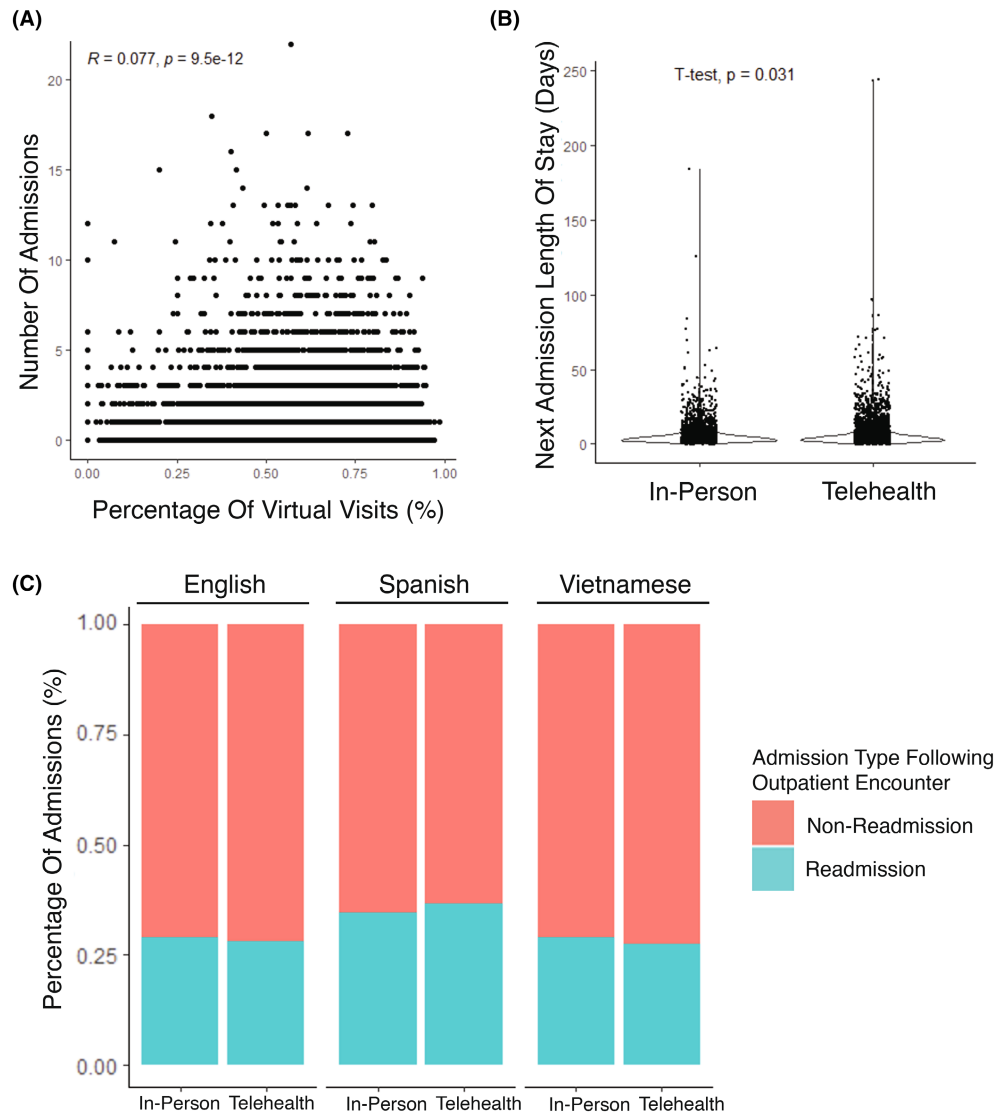 (A)
R = 0.077, p = 9.5e-12
Number Of Admissions
20
15
10
5
0
0.00 0.25 0.50 0.75 1.00
Percentage Of Virtual Visits (%)
(B)
T-test, p = 0.031
Next Admission Length Of Stay (Days)
250
200
150
100
50
0
In-Person Telehealth
(C)
English Spanish Vietnamese
Percentage Of Admissions (%)
1.00
0.75
0.50
0.25
0.00
In-Person Telehealth In-Person Telehealth In-Person Telehealth
Admission Type Following
Outpatient Encounter
Non-Readmission
Readmission